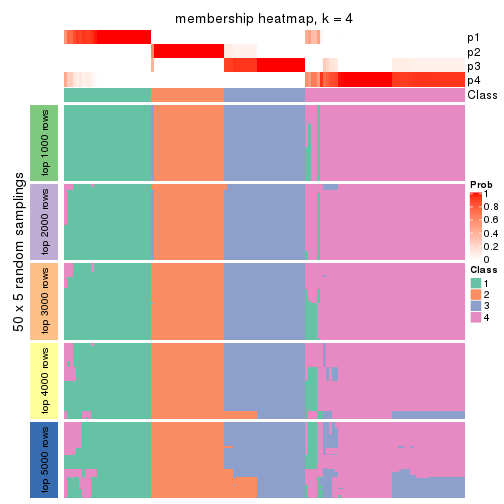 membership heatmap, k = 4
p1
p2
p3
p4
Class
50 x 5 random samplings
top 1000 rows
top 2000 rows
top 3000 rows
top 4000 rows
top 5000 rows
Prob
1
0.8
0.6
0.4
0.2
0
Class
1
2
3
4